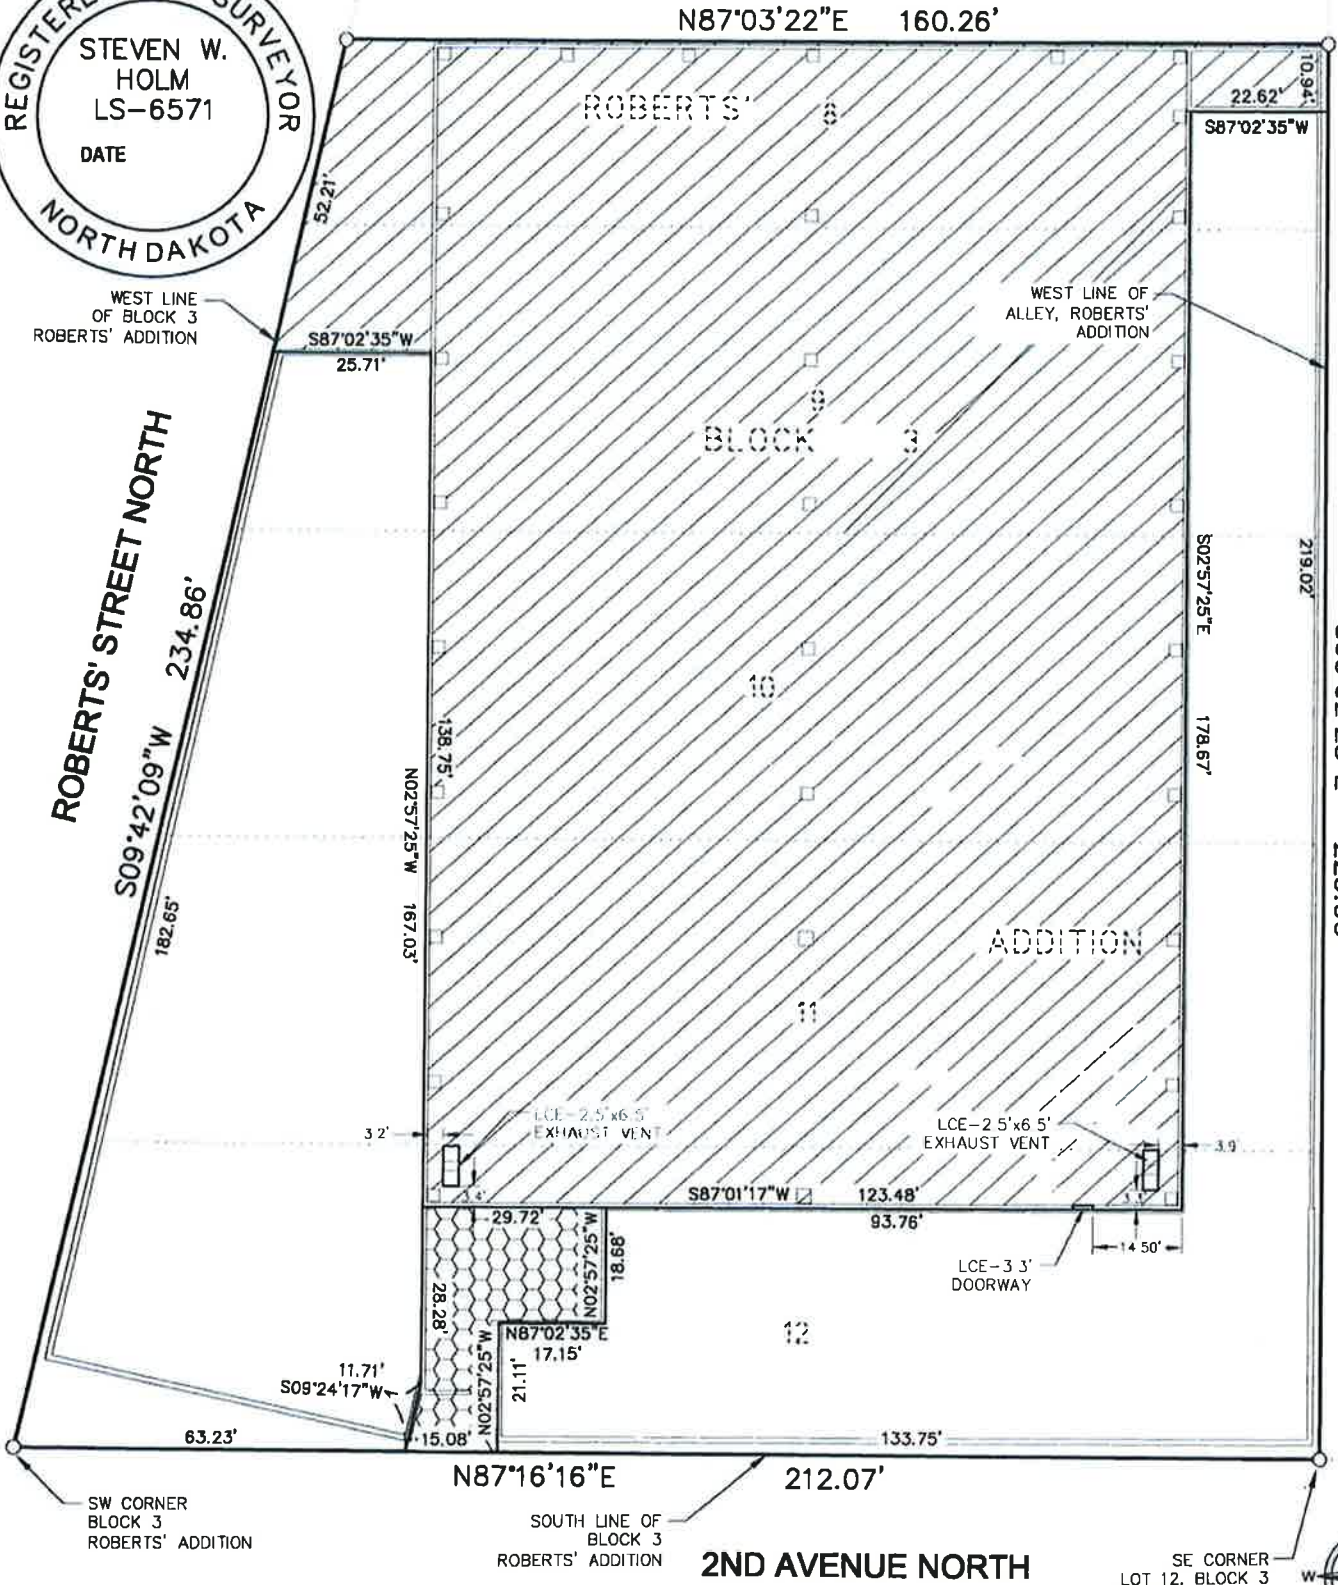 N87°03'22"E 160.26'
REGISTERED
SURVEYOR
STEVEN W.
HOLM
LS-6571
DATE
NORTH DAKOTA
10.94'
22.62'
S87°02'35"W
ROBERTS'
8
52.21'
WEST LINE
OF BLOCK 3
ROBERTS' ADDITION
S87°02'35"W
25.71'
WEST LINE OF
ALLEY, ROBERTS'
ADDITION
9
BLOCK 3
ROBERTS' STREET NORTH
S09°42'09"W 234.86'
182.65'
S02°57'25"E 178.67'
219.02'
10
138.75'
N02°57'25"W 167.03'
ADDITION
11
LCE-2.5'x6.5'
EXHAUST VENT
LCE-2.5'x6.5'
EXHAUST VENT
3.2'
3.9'
3.4'
S87°01'17"W 123.48'
3.3'
29.72'
93.76'
14.50'
LCE-3.3'
DOORWAY
N02°57'25"W
18.68'
28.28'
N87°02'35"E
17.15'
12
N02°57'25"W
21.11'
11.71'
S09°24'17"W
63.23'
15.08'
133.75'
N87°16'16"E 212.07'
SW CORNER
BLOCK 3
ROBERTS' ADDITION
SOUTH LINE OF
BLOCK 3
ROBERTS' ADDITION
2ND AVENUE NORTH
SE CORNER
LOT 12, BLOCK 3
W